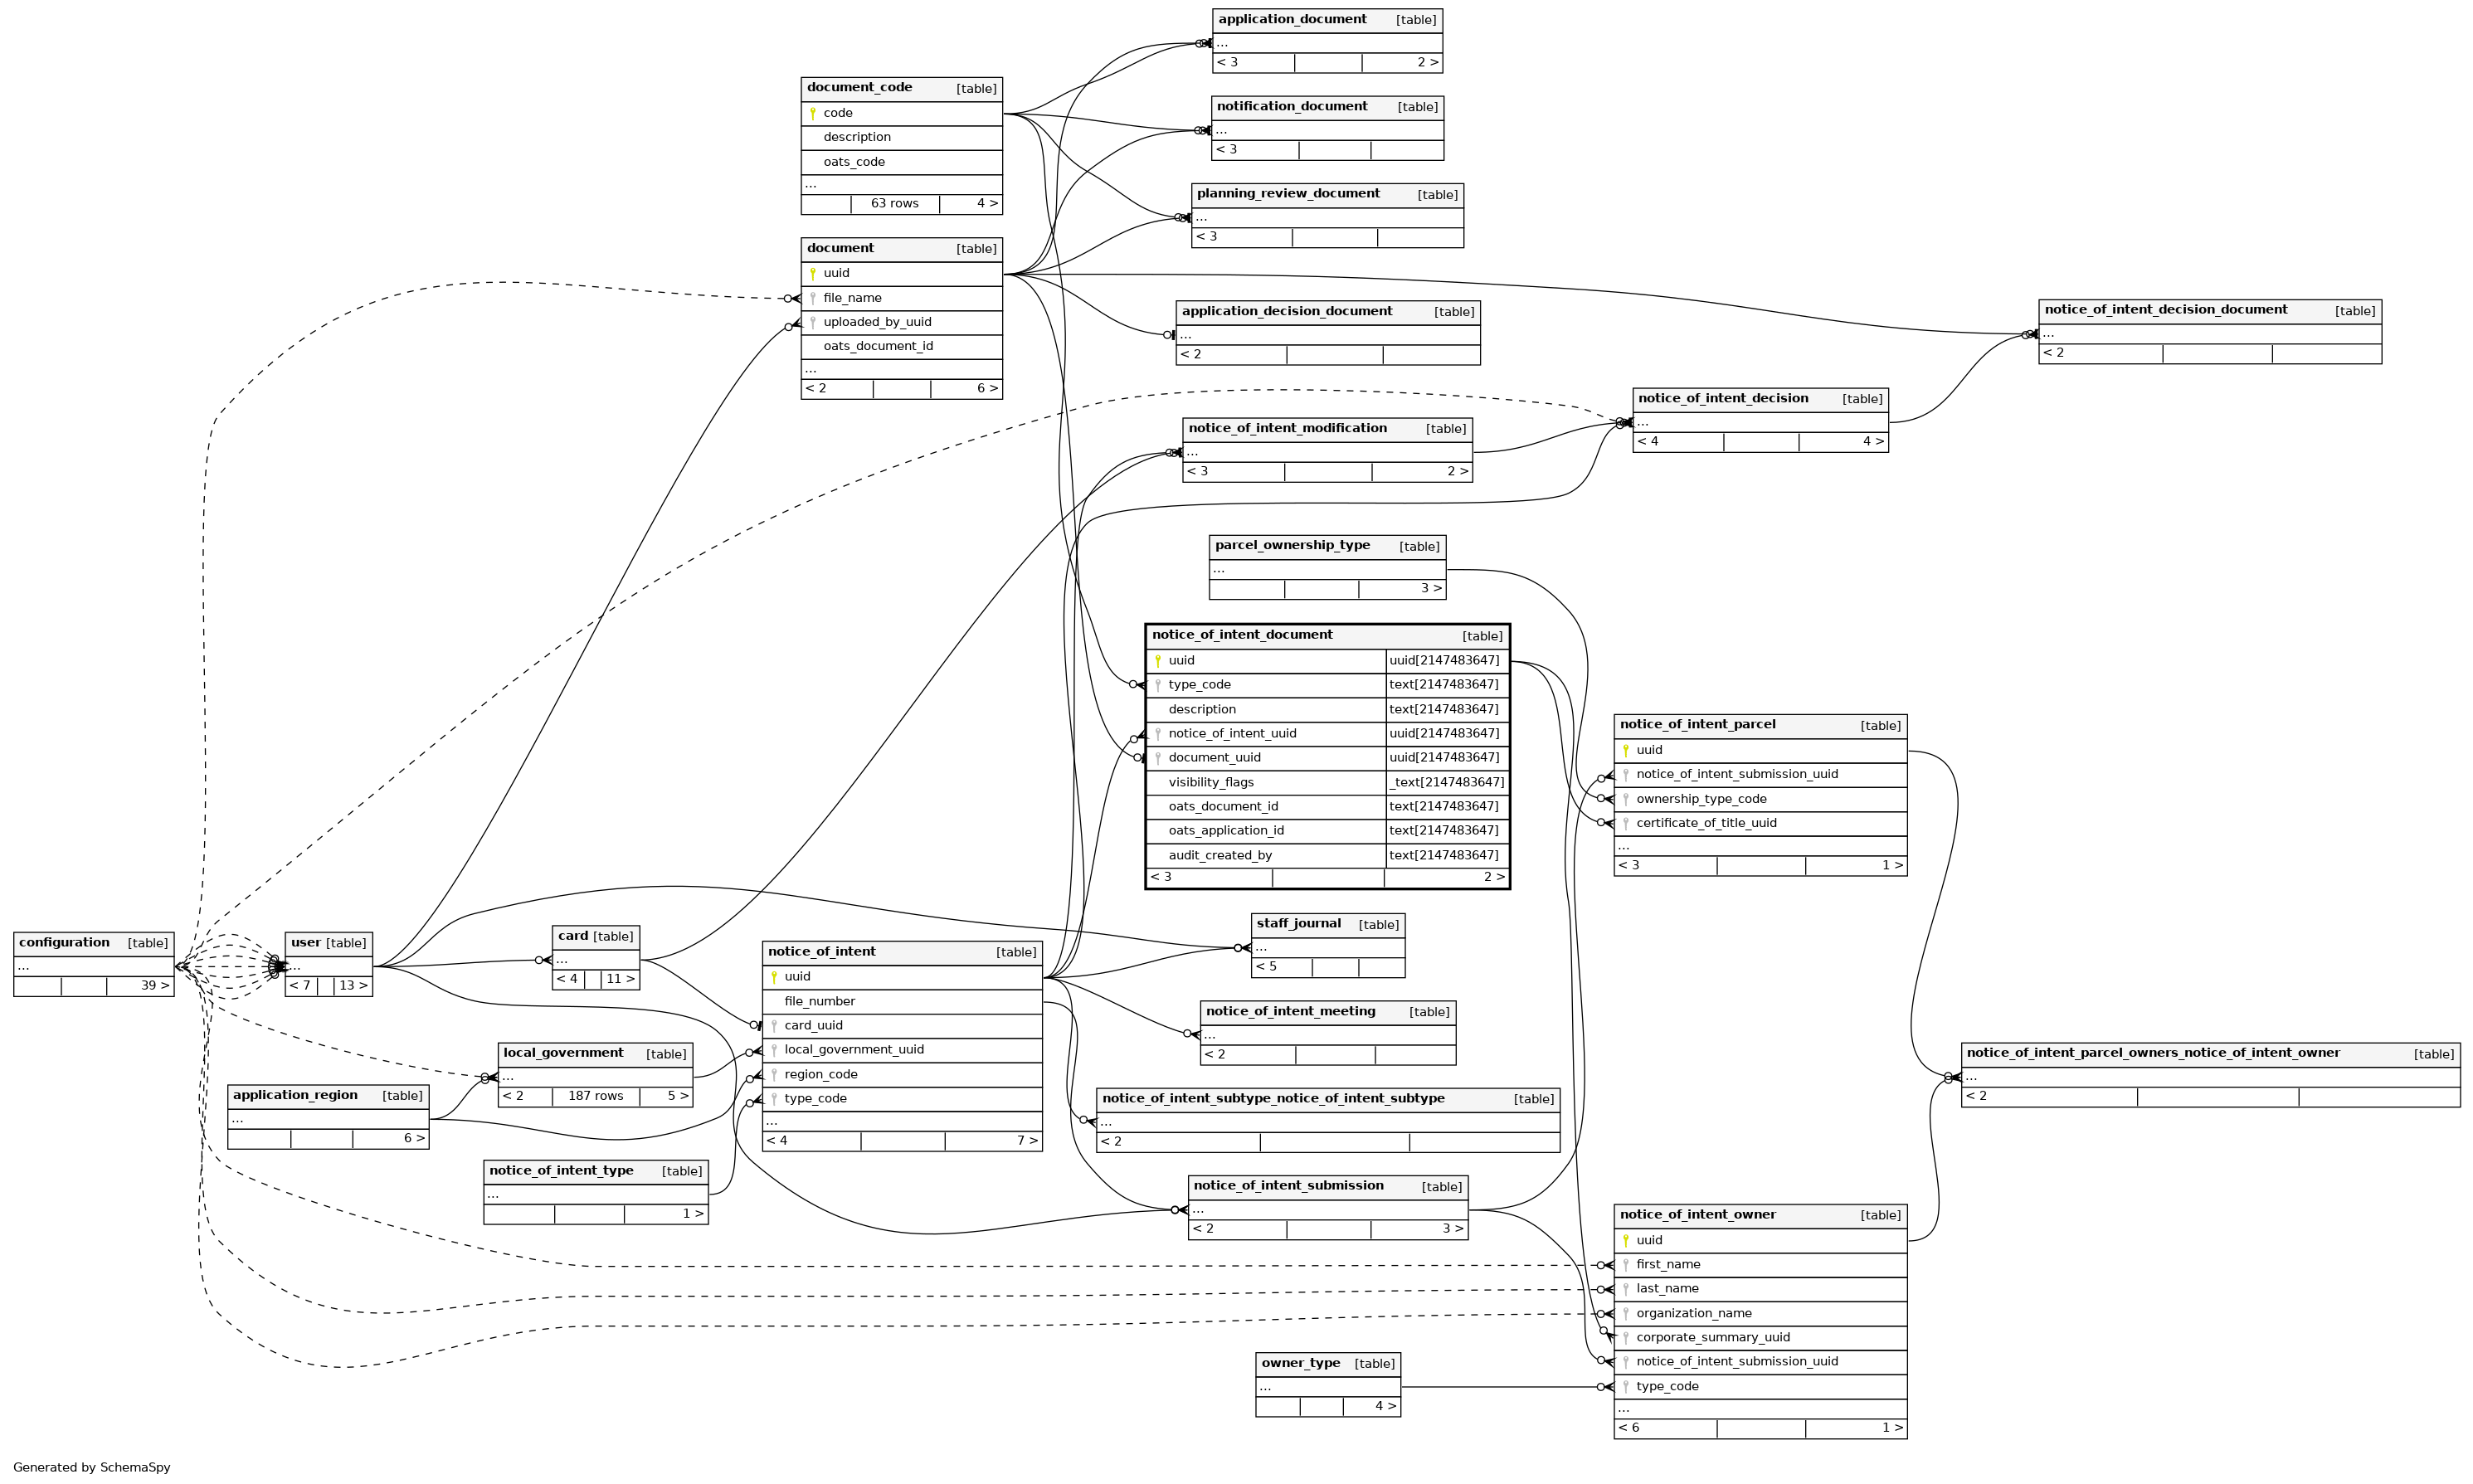 application_document [table]
...
< 3 2 >
document_code [table]
code
description
oats_code
...
63 rows 4 >
notification_document [table]
...
< 3
planning_review_document [table]
...
< 3
document [table]
uuid
file_name
uploaded_by_uuid
oats_document_id
...
< 2 6 >
application_decision_document [table]
...
< 2
notice_of_intent_decision_document [table]
...
< 2
notice_of_intent_decision [table]
...
< 4 4 >
notice_of_intent_modification [table]
...
< 3 2 >
parcel_ownership_type [table]
...
3 >
notice_of_intent_document [table]
uuid uuid[2147483647]
type_code text[2147483647]
description text[2147483647]
notice_of_intent_uuid uuid[2147483647]
document_uuid uuid[2147483647]
visibility_flags _text[2147483647]
oats_document_id text[2147483647]
oats_application_id text[2147483647]
audit_created_by text[2147483647]
< 3 2 >
notice_of_intent_parcel [table]
uuid
notice_of_intent_submission_uuid
ownership_type_code
certificate_of_title_uuid
...
< 3 1 >
configuration [table]
...
39 >
user [table]
...
< 7 13 >
card [table]
...
< 4 11 >
notice_of_intent [table]
uuid
file_number
card_uuid
local_government_uuid
region_code
type_code
...
< 4 7 >
staff_journal [table]
...
< 5
notice_of_intent_meeting [table]
...
< 2
local_government [table]
...
< 2 187 rows 5 >
application_region [table]
...
6 >
notice_of_intent_type [table]
...
1 >
notice_of_intent_subtype_notice_of_intent_subtype [table]
...
< 2
notice_of_intent_parcel_owners_notice_of_intent_owner [table]
...
< 2
notice_of_intent_submission [table]
...
< 2 3 >
notice_of_intent_owner [table]
uuid
first_name
last_name
organization_name
corporate_summary_uuid
notice_of_intent_submission_uuid
type_code
...
< 6 1 >
owner_type [table]
...
4 >
Generated by SchemaSpy